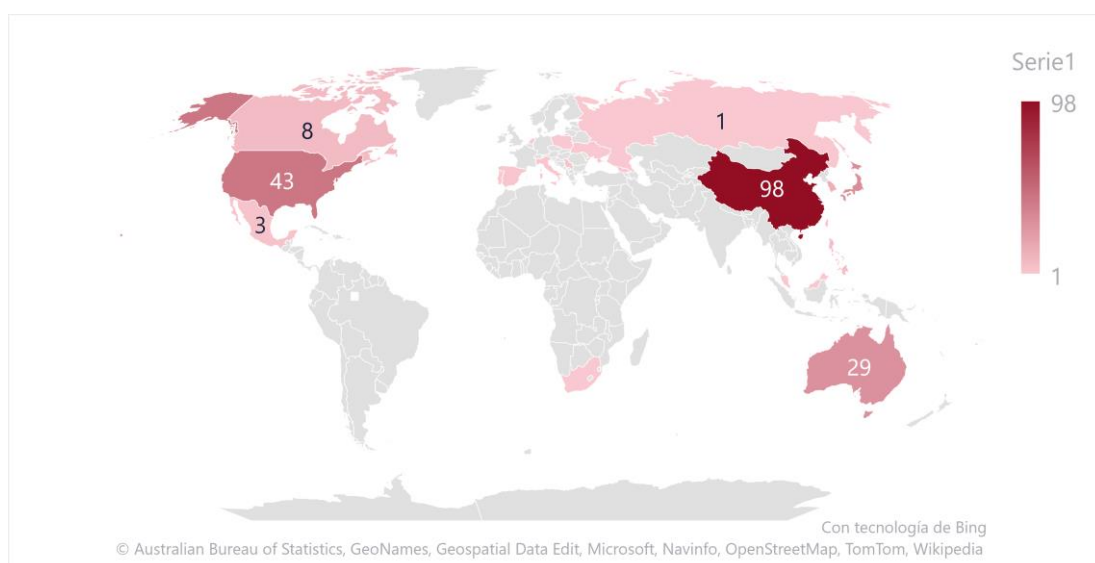 Serie1
98
1
8
43
3
1
98
29
Con tecnología de Bing
© Australian Bureau of Statistics, GeoNames, Geospatial Data Edit, Microsoft, Navinfo, OpenStreetMap, TomTom, Wikipedia